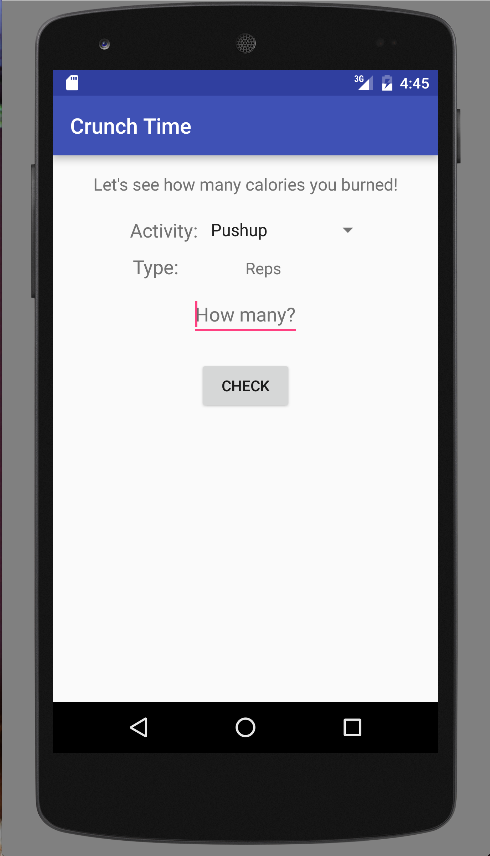 3G 4:45
Crunch Time
Let's see how many calories you burned!
Activity: Pushup
Type: Reps
How many?
CHECK